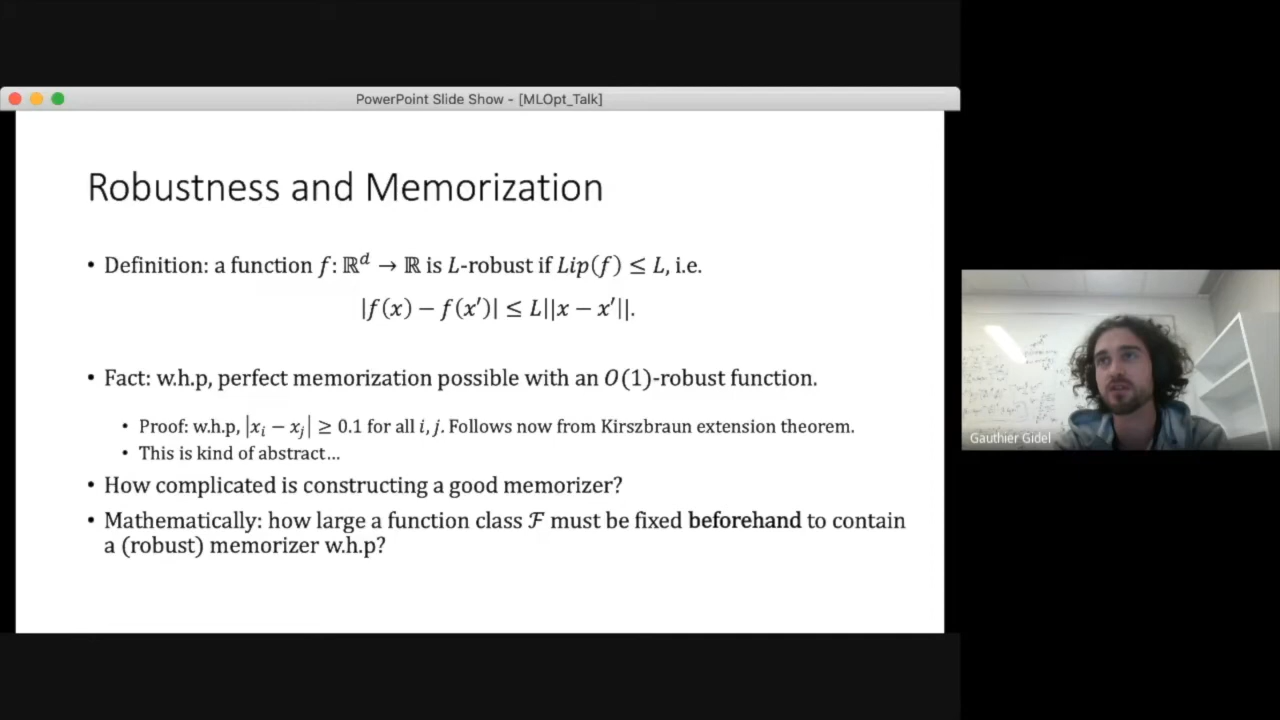 PowerPoint Slide Show - [MLOpt_Talk]
Robustness and Memorization
• Definition: a function f: ℝᵈ → ℝ is L-robust if Lip(f) ≤ L, i.e.
|f(x) − f(x′)| ≤ L||x − x′||.
• Fact: w.h.p, perfect memorization possible with an O(1)-robust function.
• Proof: w.h.p, |xᵢ − xⱼ| ≥ 0.1 for all i, j. Follows now from Kirszbraun extension theorem.
• This is kind of abstract…
• How complicated is constructing a good memorizer?
• Mathematically: how large a function class ℱ must be fixed beforehand to contain
a (robust) memorizer w.h.p?
Gauthier Gidel